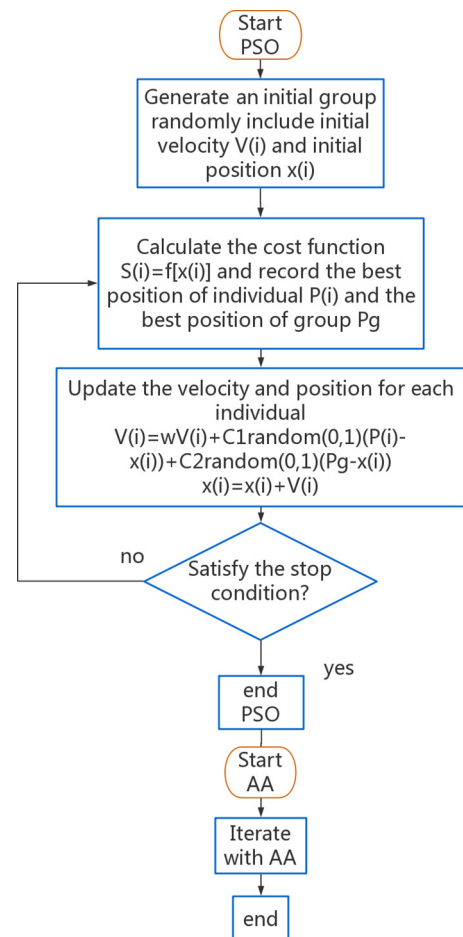 Start
PSO
Generate an initial group
randomly include initial
velocity V(i) and initial
position x(i)
Calculate the cost function
S(i)=f[x(i)] and record the best
position of individual P(i) and the
best position of group Pg
Update the velocity and position for each
individual
V(i)=wV(i)+C1random(0,1)(P(i)-
x(i))+C2random(0,1)(Pg-x(i))
x(i)=x(i)+V(i)
no
Satisfy the stop
condition?
yes
end
PSO
Start
AA
Iterate
with AA
end